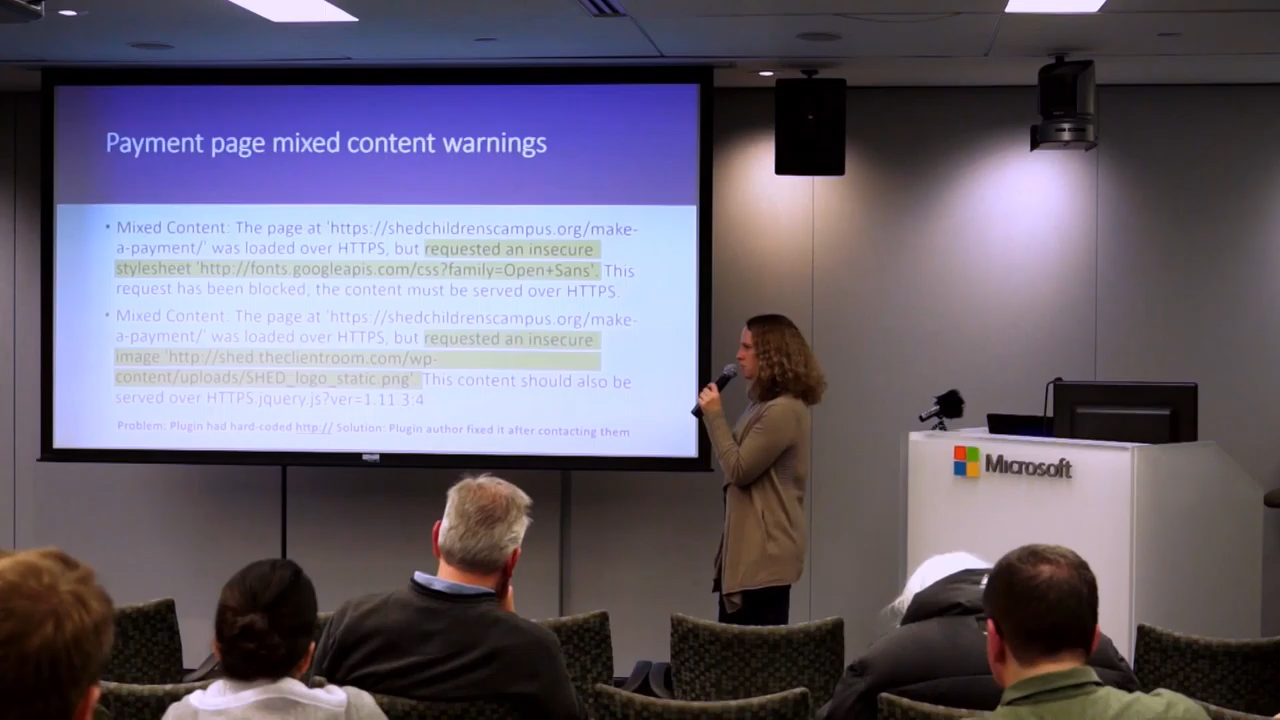 Payment page mixed content warnings
• Mixed Content: The page at 'https://shedchildrenscampus.org/make-
a-payment/' was loaded over HTTPS, but requested an insecure
stylesheet 'http://fonts.googleapis.com/css?family=Open+Sans'. This
request has been blocked; the content must be served over HTTPS.
• Mixed Content: The page at 'https://shedchildrenscampus.org/make-
a-payment/' was loaded over HTTPS, but requested an insecure
image 'http://shed.theclientroom.com/wp-
content/uploads/SHED_logo_static.png' This content should also be
served over HTTPS.jquery.js?ver=1.11.3:4
Problem: Plugin had hard-coded http:// Solution: Plugin author fixed it after contacting them
Microsoft